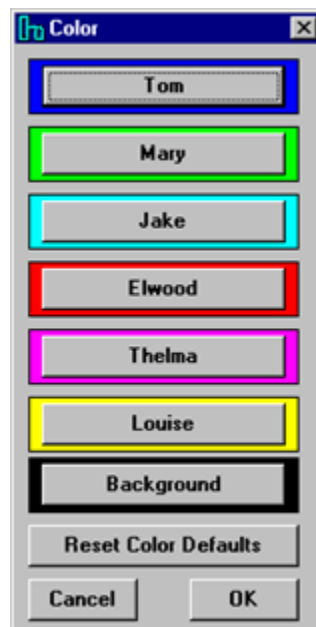 Color
Tom
Mary
Jake
Elwood
Thelma
Louise
Background
Reset Color Defaults
Cancel OK